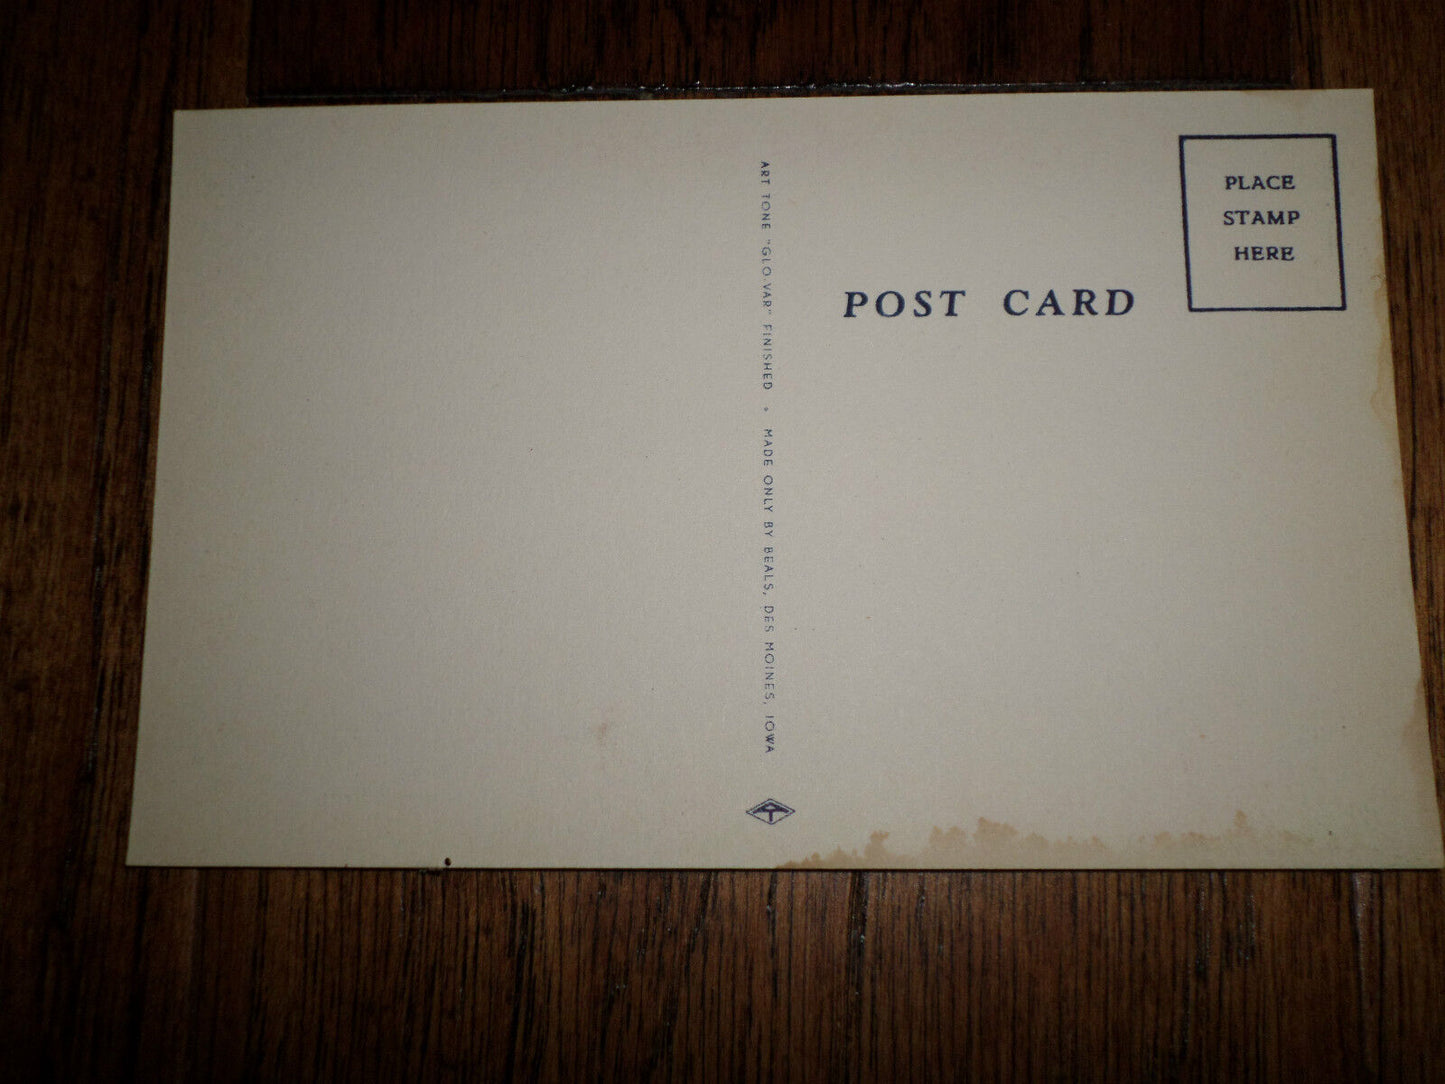 ART TONE "GLO-VAR" FINISHED • MADE ONLY BY BEALS, DES MOINES, IOWA
POST CARD
PLACE
STAMP
HERE